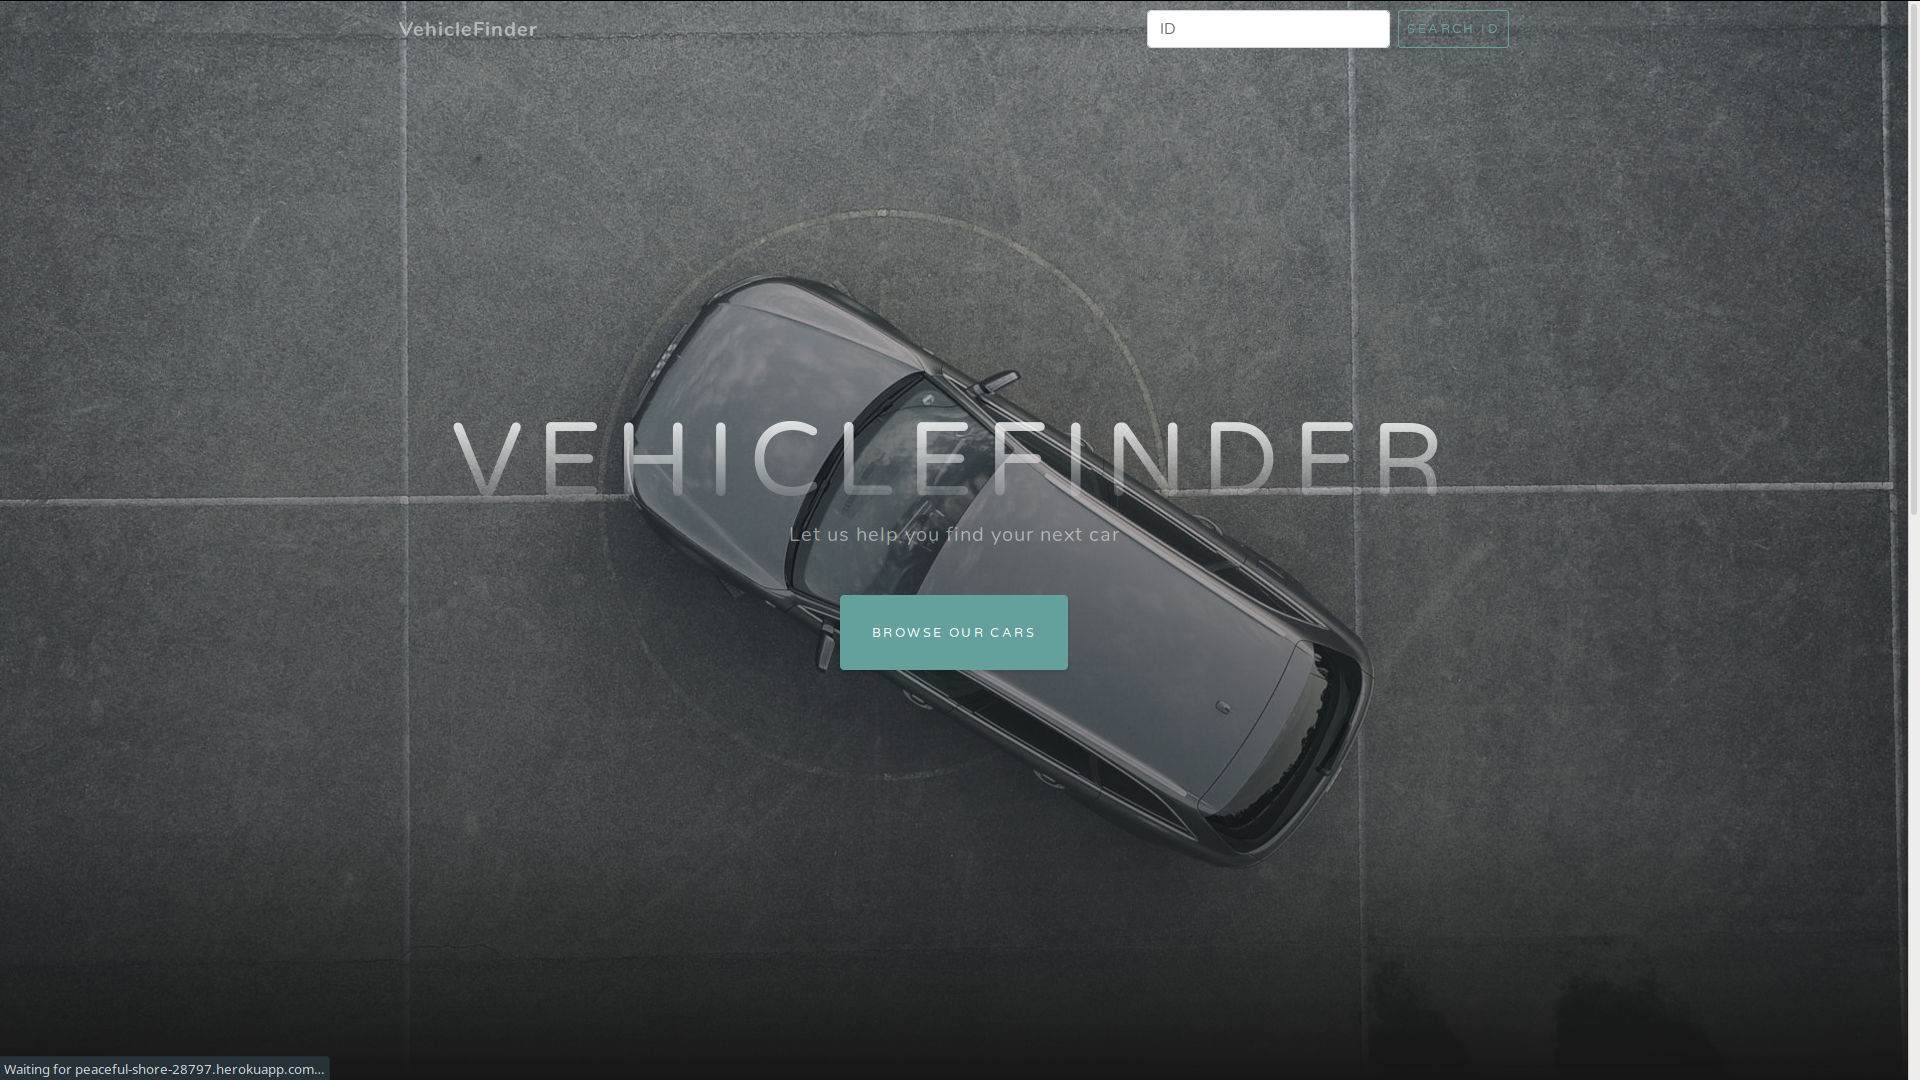 VehicleFinder
ID
SEARCH ID
VEHICLEFINDER
Let us help you find your next car
BROWSE OUR CARS
Waiting for peaceful-shore-28797.herokuapp.com...